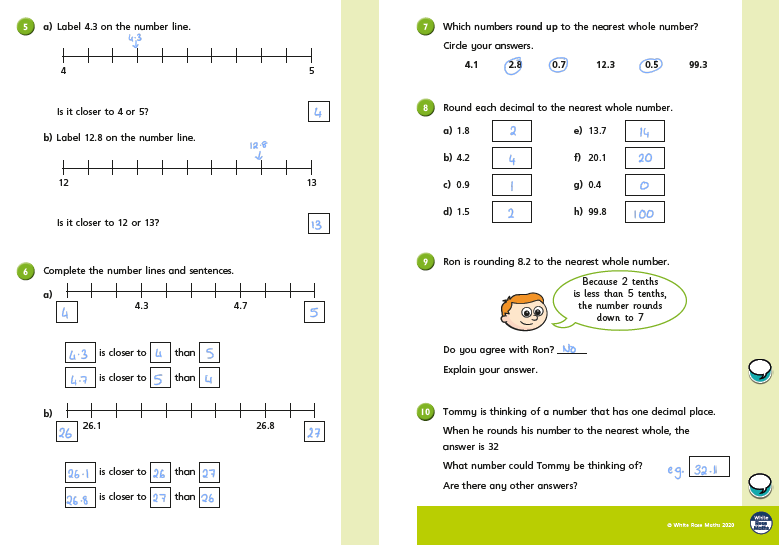 5 a) Label 4.3 on the number line.
4.3
4 5
Is it closer to 4 or 5? 4
b) Label 12.8 on the number line.
12.8
12 13
Is it closer to 12 or 13? 13
6 Complete the number lines and sentences.
a)
4 4.3 4.7 5
4.3 is closer to 4 than 5
4.7 is closer to 5 than 4
b)
26 26.1 26.8 27
26.1 is closer to 26 than 27
26.8 is closer to 27 than 26
7 Which numbers round up to the nearest whole number?
Circle your answers.
4.1 2.8 0.7 12.3 0.5 99.3
8 Round each decimal to the nearest whole number.
a) 1.8 2 e) 13.7 14
b) 4.2 4 f) 20.1 20
c) 0.9 1 g) 0.4 0
d) 1.5 2 h) 99.8 100
9 Ron is rounding 8.2 to the nearest whole number.
Because 2 tenths
is less than 5 tenths,
the number rounds
down to 7
Do you agree with Ron? No
Explain your answer.
10 Tommy is thinking of a number that has one decimal place.
When he rounds his number to the nearest whole, the
answer is 32
What number could Tommy be thinking of? eg.
Are there any other answers?
© White Rose Maths 2020
White
Rose
Maths